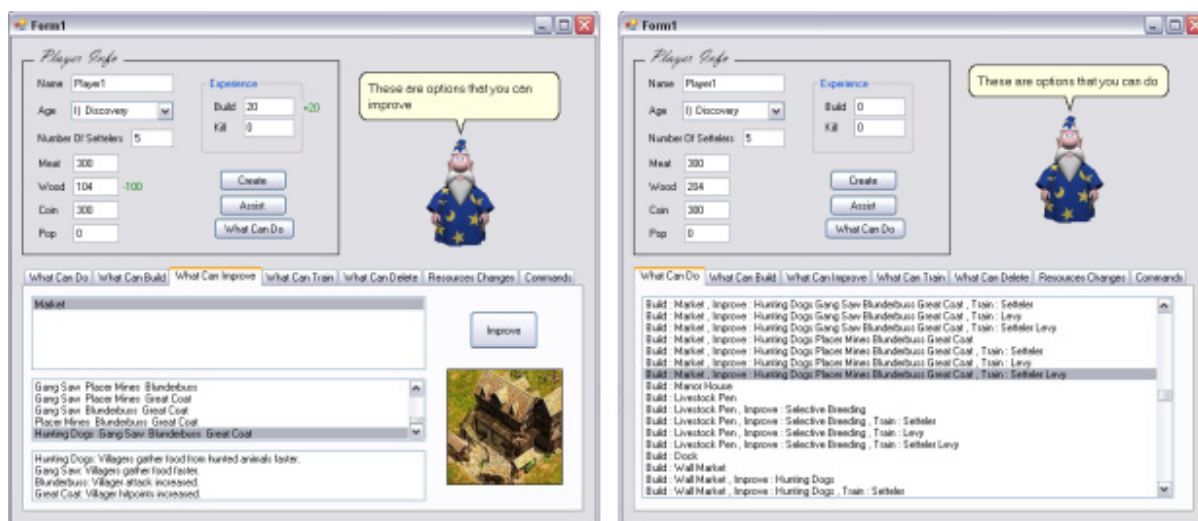 Form1
Player Info
Name Player1
Age I) Discovery
Number Of Settelers 5
Meat 300
Wood 104 -100
Coin 300
Pop 0
Experience
Build 20 +20
Kill 0
Create
Assist
What Can Do
These are options that you can
improve
What Can Do What Can Build What Can Improve What Can Train What Can Delete Resources Changes Commands
Market
Improve
Gang Saw Placer Mines Blunderbuss
Gang Saw Placer Mines Great Coat
Gang Saw Blunderbuss Great Coat
Placer Mines Blunderbuss Great Coat
Hunting Dogs Gang Saw Blunderbuss Great Coat
Hunting Dogs: Villagers gather food from hunted animals faster.
Gang Saw: Villagers gather food faster.
Blunderbuss: Villager attack increased.
Great Coat: Villager hitpoints increased.
Form1
Player Info
Name Player1
Age I) Discovery
Number Of Settelers 5
Meat 300
Wood 204
Coin 300
Pop 0
Experience
Build 0
Kill 0
Create
Assist
What Can Do
These are options that you can do
What Can Do What Can Build What Can Improve What Can Train What Can Delete Resources Changes Commands
Build : Market , Improve : Hunting Dogs Gang Saw Blunderbuss Great Coat , Train : Setteler
Build : Market , Improve : Hunting Dogs Gang Saw Blunderbuss Great Coat , Train : Levy
Build : Market , Improve : Hunting Dogs Gang Saw Blunderbuss Great Coat , Train : Setteler Levy
Build : Market , Improve : Hunting Dogs Placer Mines Blunderbuss Great Coat
Build : Market , Improve : Hunting Dogs Placer Mines Blunderbuss Great Coat , Train : Setteler
Build : Market , Improve : Hunting Dogs Placer Mines Blunderbuss Great Coat , Train : Levy
Build : Market , Improve : Hunting Dogs Placer Mines Blunderbuss Great Coat , Train : Setteler Levy
Build : Manor House
Build : Livestock Pen
Build : Livestock Pen , Improve : Selective Breeding
Build : Livestock Pen , Improve : Selective Breeding , Train : Setteler
Build : Livestock Pen , Improve : Selective Breeding , Train : Levy
Build : Livestock Pen , Improve : Selective Breeding , Train : Setteler Levy
Build : Dock
Build : Wall Market
Build : Wall Market , Improve : Hunting Dogs
Build : Wall Market , Improve : Hunting Dogs , Train : Setteler